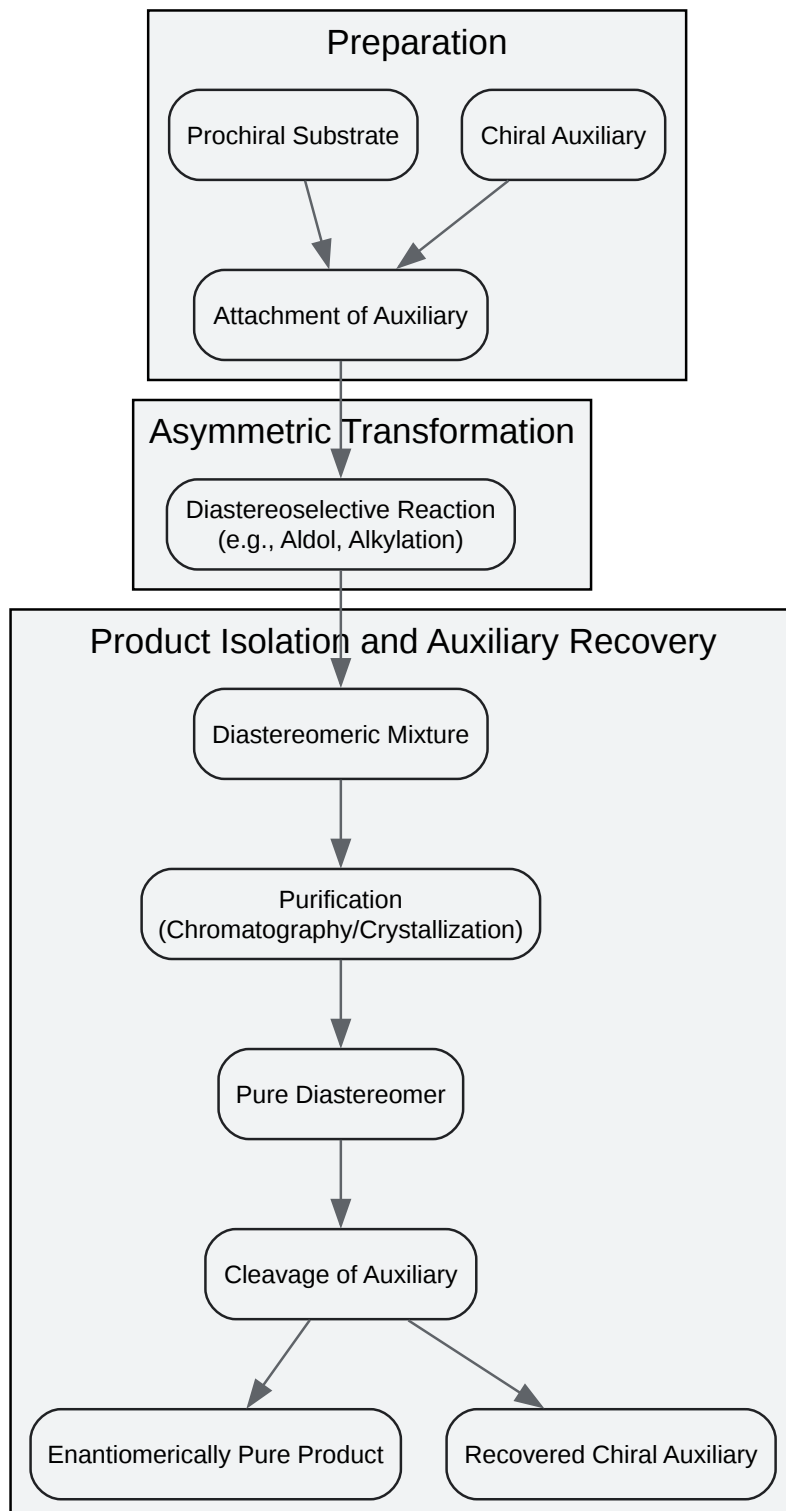 Preparation
Prochiral Substrate
Chiral Auxiliary
Attachment of Auxiliary
Asymmetric Transformation
Diastereoselective Reaction
(e.g., Aldol, Alkylation)
Product Isolation and Auxiliary Recovery
Diastereomeric Mixture
Purification
(Chromatography/Crystallization)
Pure Diastereomer
Cleavage of Auxiliary
Enantiomerically Pure Product
Recovered Chiral Auxiliary